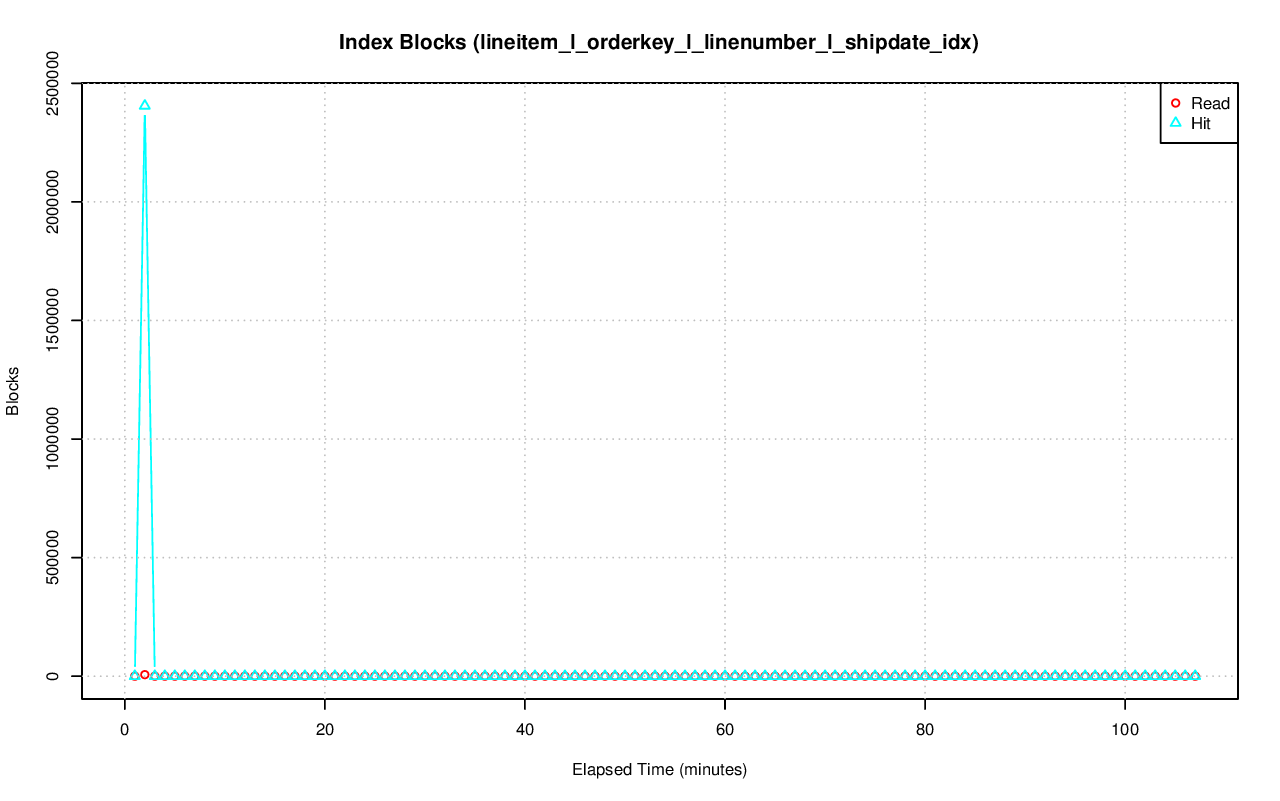 Index Blocks (lineitem_l_orderkey_l_linenumber_l_shipdate_idx)
Read
Hit
Blocks
2500000
2000000
1500000
1000000
500000
0
0 20 40 60 80 100
Elapsed Time (minutes)